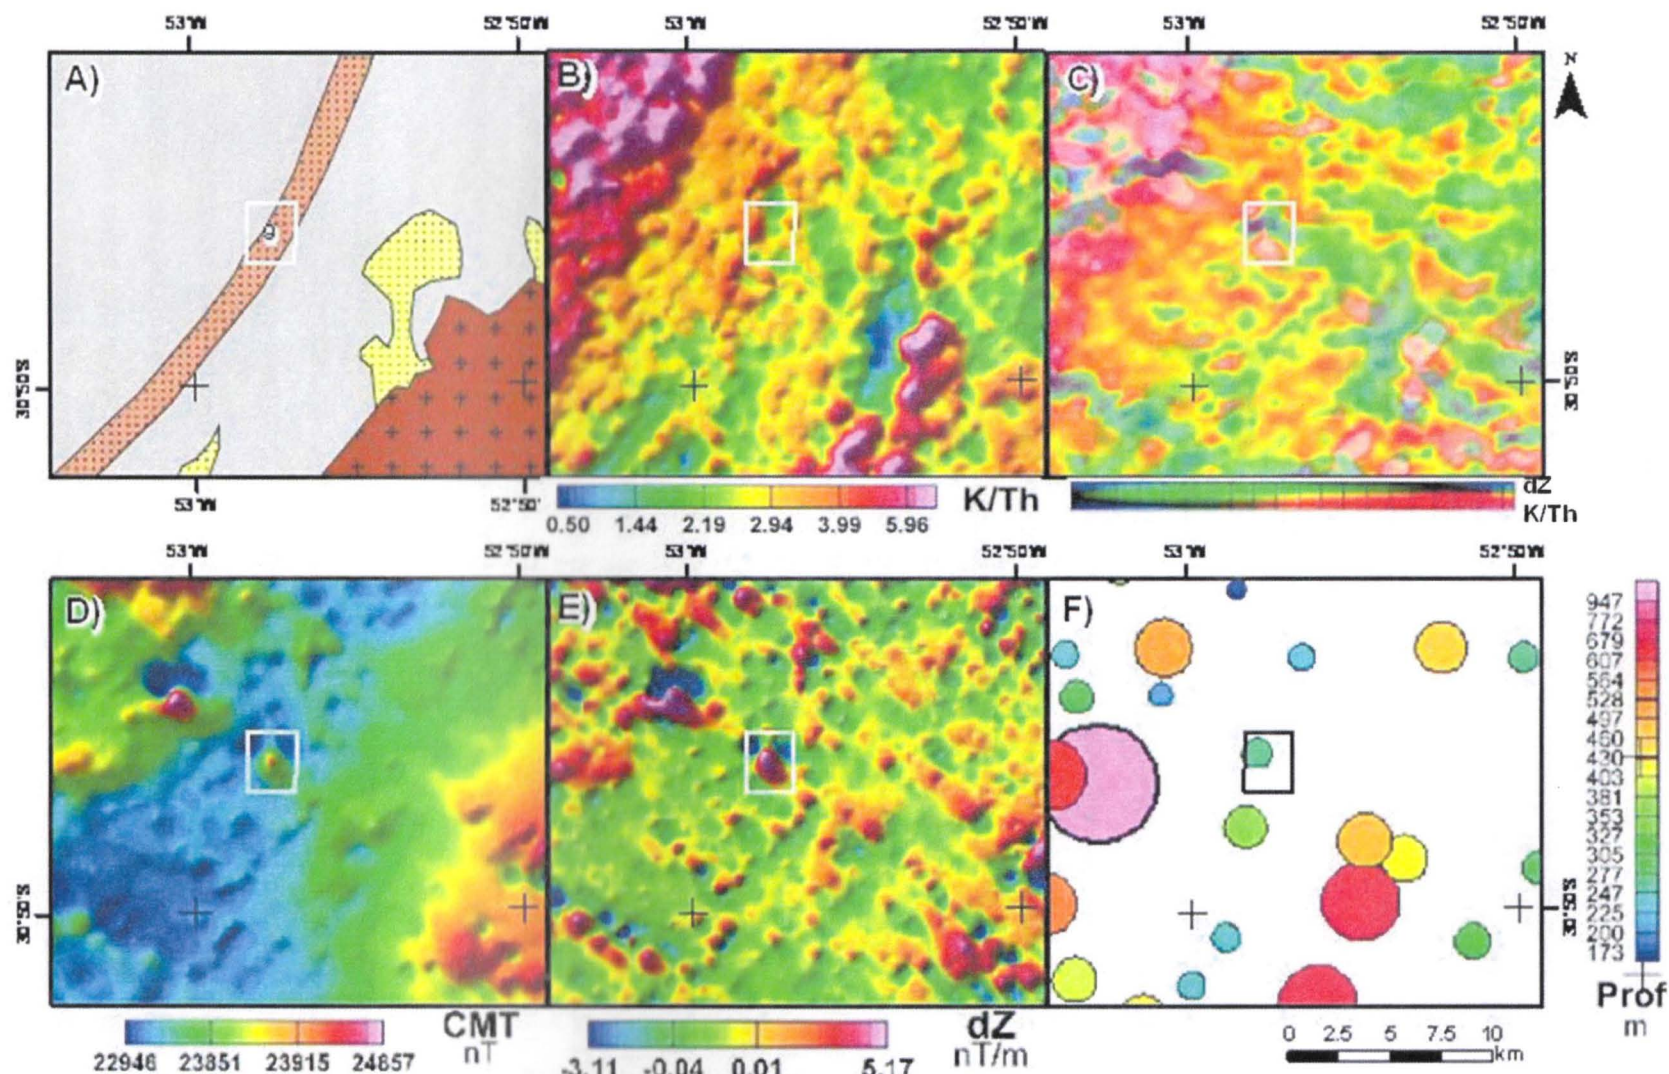 53°W 52°50'W 53°W 52°50'W 53°W 52°50'W
A) B) C) N
30°50'S 30°50'S
53°W 52°50'
K/Th
0.50 1.44 2.19 2.94 3.99 5.96
dZ
K/Th
53°W 52°50'W 53°W 52°50'W 53°W 52°50'W
D) E) F)
947
772
679
607
564
528
497
460
430
403
381
353
327
305
277
247
225
200
173
30°50'S 30°50'S
Prof
m
CMT
nT
22946 23851 23915 24857
dZ
nT/m
-3.11 -0.04 0.01 5.17
0 2.5 5 7.5 10
km